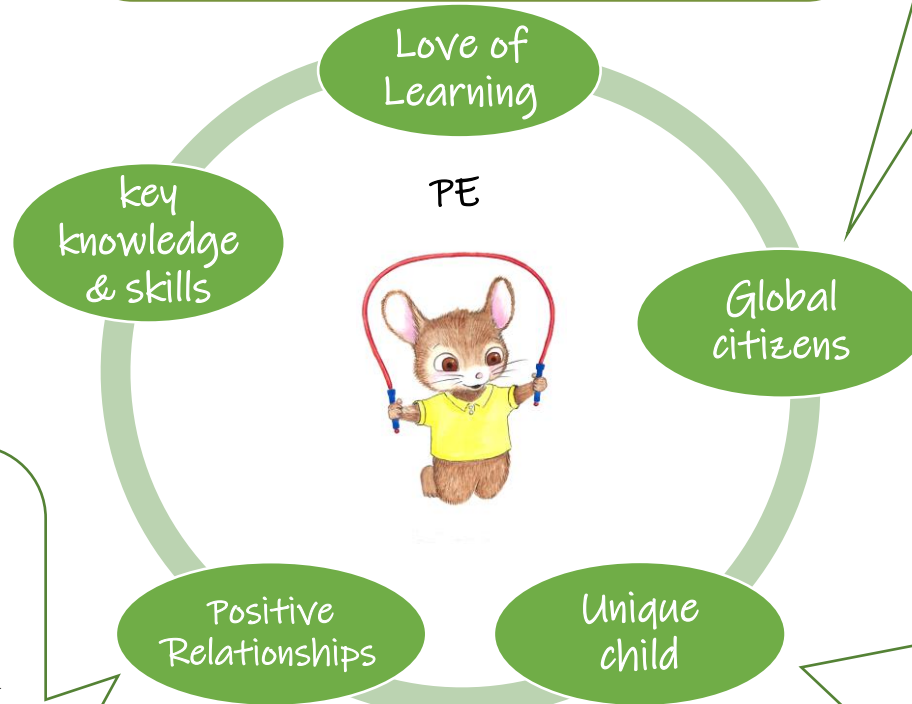 Love of
Learning
PE
key
knowledge
& skills
Global
citizens
Positive
Relationships
Unique
child